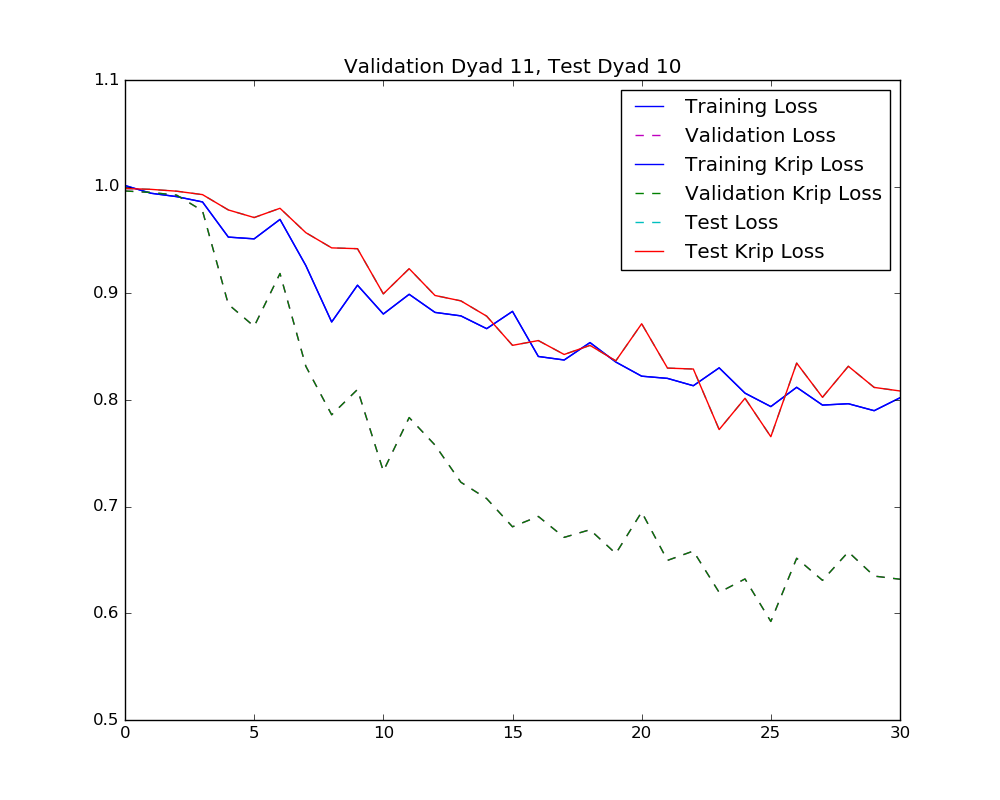 Validation Dyad 11, Test Dyad 10
1.1
1.0
0.9
0.8
0.7
0.6
0.5
0 5 10 15 20 25 30
Training Loss
Validation Loss
Training Krip Loss
Validation Krip Loss
Test Loss
Test Krip Loss